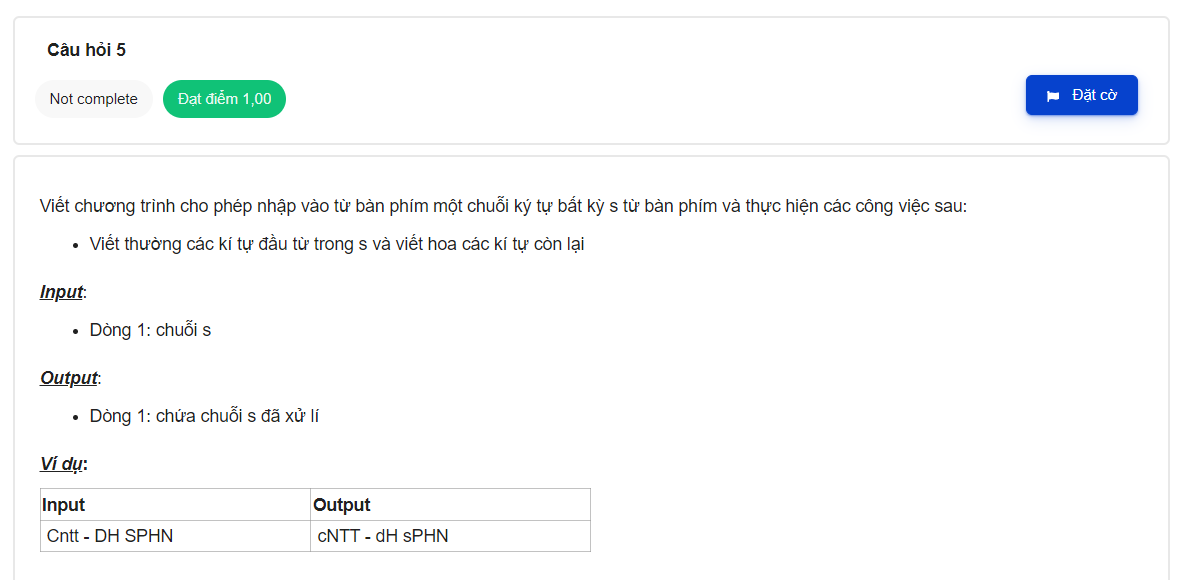 Câu hỏi 5
Not complete
Đạt điểm 1,00
Đặt cờ
Viết chương trình cho phép nhập vào từ bàn phím một chuỗi ký tự bất kỳ s từ bàn phím và thực hiện các công việc sau:
Viết thường các kí tự đầu từ trong s và viết hoa các kí tự còn lại
Input:
Dòng 1: chuỗi s
Output:
Dòng 1: chứa chuỗi s đã xử lí
Ví dụ:
Input Output
Cntt - DH SPHN cNTT - dH sPHN